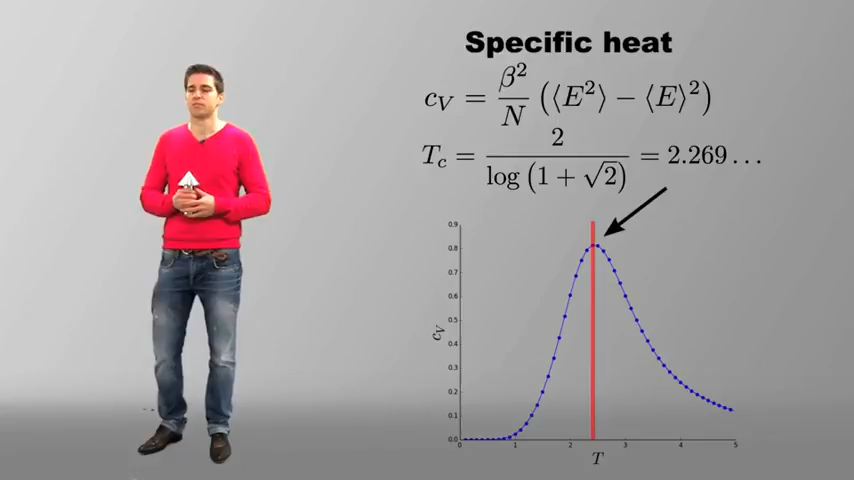 Specific heat
c_V = β²/N (⟨E²⟩ − ⟨E⟩²)
T_c = 2/log(1 + √2) = 2.269...
0.9
0.8
0.7
0.6
0.5
0.4
0.3
0.2
0.1
0.0
c_V
0 1 2 3 4 5
T